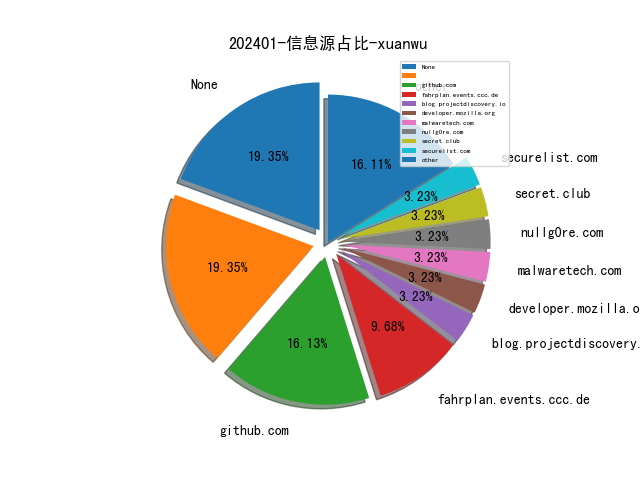 202401-信息源占比-xuanwu
None
github.com
fahrplan.events.ccc.de
blog.projectdiscovery.io
developer.mozilla.org
malwaretech.com
nullg0re.com
secret.club
securelist.com
other
None
19.35%
16.11%
securelist.com
3.23%
secret.club
3.23%
nullg0re.com
3.23%
malwaretech.com
3.23%
19.35%
developer.mozilla.o
3.23%
blog.projectdiscovery.
3.23%
9.68%
16.13%
fahrplan.events.ccc.de
github.com